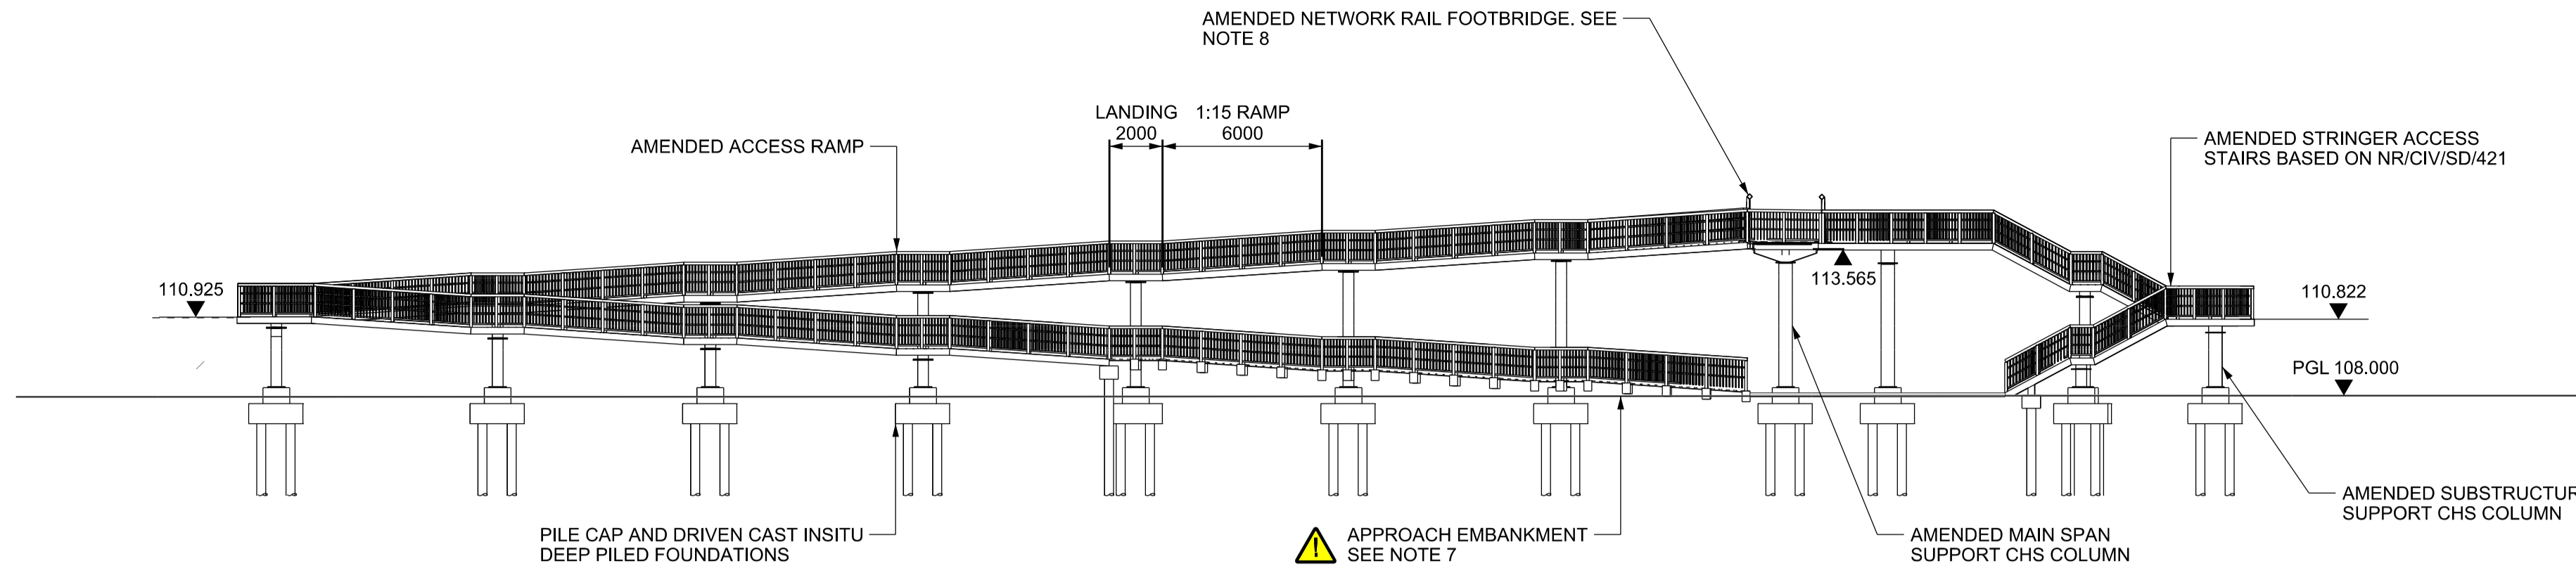 AMENDED NETWORK RAIL FOOTBRIDGE. SEE
NOTE 8
LANDING 1:15 RAMP
2000 6000
AMENDED ACCESS RAMP
AMENDED STRINGER ACCESS
STAIRS BASED ON NR/CIV/SD/421
110.925
113.565
110.822
PGL 108.000
PILE CAP AND DRIVEN CAST INSITU
DEEP PILED FOUNDATIONS
!
APPROACH EMBANKMENT
SEE NOTE 7
AMENDED MAIN SPAN
SUPPORT CHS COLUMN
AMENDED SUBSTRUCTUR
SUPPORT CHS COLUMN